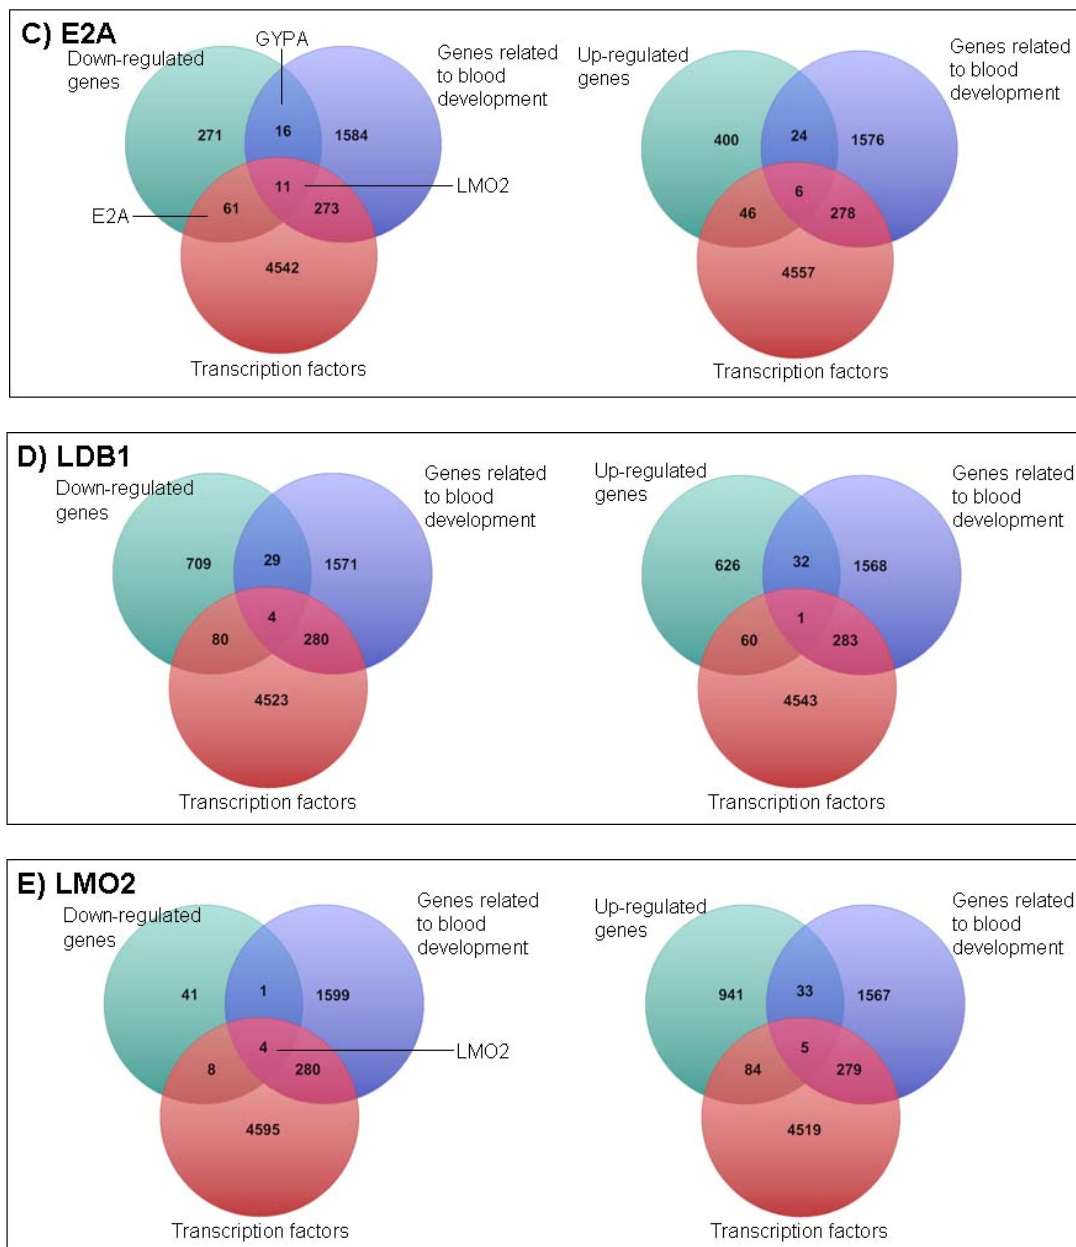 C) E2A
GYPA
Down-regulated
genes
Genes related
to blood
development
271
16
1584
11
LMO2
E2A
61
273
4542
Transcription factors
Up-regulated
genes
Genes related
to blood
development
400
24
1576
6
46
278
4557
Transcription factors
D) LDB1
Down-regulated
genes
Genes related
to blood
development
709
29
1571
4
80
280
4523
Transcription factors
Up-regulated
genes
Genes related
to blood
development
626
32
1568
1
60
283
4543
Transcription factors
E) LMO2
Down-regulated
genes
Genes related
to blood
development
41
1
1599
4
LMO2
8
280
4595
Transcription factors
Up-regulated
genes
Genes related
to blood
development
941
33
1567
5
84
279
4519
Transcription factors